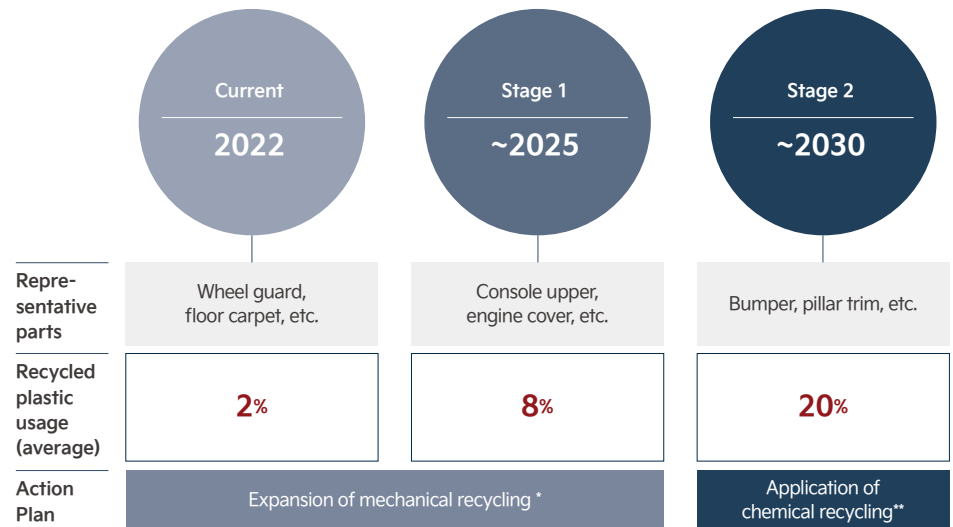 Current
2022
Stage 1
~2025
Stage 2
~2030
Repre-
sentative
parts
Wheel guard,
floor carpet, etc.
Console upper,
engine cover, etc.
Bumper, pillar trim, etc.
Recycled
plastic
usage
(average)
2%
8%
20%
Action
Plan
Expansion of mechanical recycling *
Application of
chemical recycling**